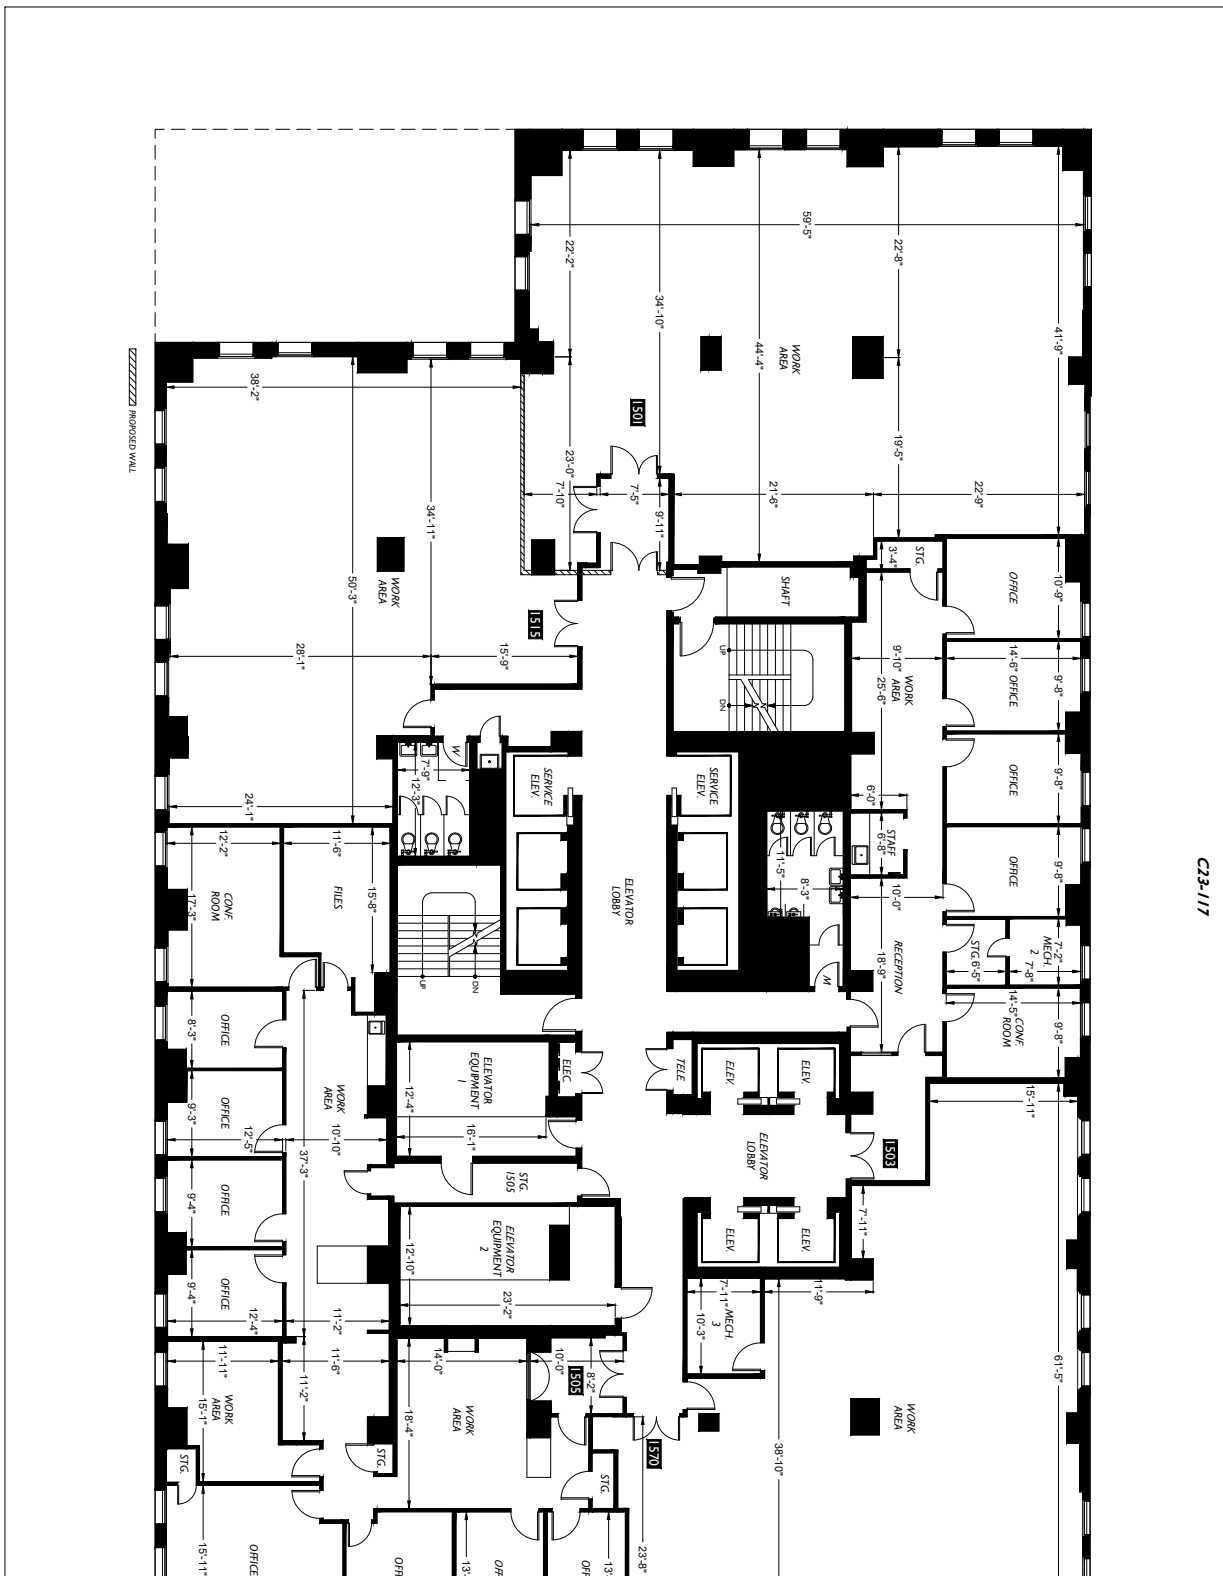 C23-117
59'-5"
22'-2"
34'-10"
44'-4"
22'-8"
41'-9"
WORK
AREA
1501
19'-5"
23'-0"
7'-10"
7'-5"
9'-11"
21'-6"
22'-9"
PROPOSED WALL
38'-2"
34'-11"
50'-3"
WORK
AREA
1515
28'-1"
15'-9"
24'-1"
SHAFT
UP
DN
STG.
3'-4"
OFFICE
10'-9"
9'-10"
WORK
AREA
25'-6"
14'-6"
OFFICE
9'-8"
OFFICE
9'-8"
6'-0"
STAFF
6'-8"
OFFICE
9'-8"
10'-0"
RECEPTION
18'-9"
STG.
6'-5"
MECH.
2
7'-2"
7'-8"
14'-5"
CONF.
ROOM
9'-8"
W
7'-9"
12'-3"
SERVICE
ELEV.
SERVICE
ELEV.
11'-5"
8'-3"
M
ELEVATOR
LOBBY
12'-2"
11'-6"
CONF.
ROOM
17'-3"
FILES
15'-8"
UP
DN
OFFICE
8'-3"
OFFICE
9'-3"
12'-5"
WORK
AREA
10'-10"
37'-3"
OFFICE
9'-4"
OFFICE
9'-4"
12'-4"
11'-2"
ELEVATOR
EQUIPMENT
1
12'-4"
16'-1"
ELEC.
TELE
ELEV.
ELEV.
ELEVATOR
LOBBY
ELEV.
ELEV.
1503
15'-11"
7'-11"
STG.
1505
ELEVATOR
EQUIPMENT
2
12'-10"
23'-2"
7'-11"
MECH.
3
10'-3"
11'-9"
61'-5"
WORK
AREA
38'-10"
11'-11"
WORK
AREA
15'-1"
11'-6"
11'-2"
14'-0"
WORK
AREA
18'-4"
10'-0"
8'-2"
1505
1570
STG.
STG.
STG.
15'-11"
OFFICE
23'-8"